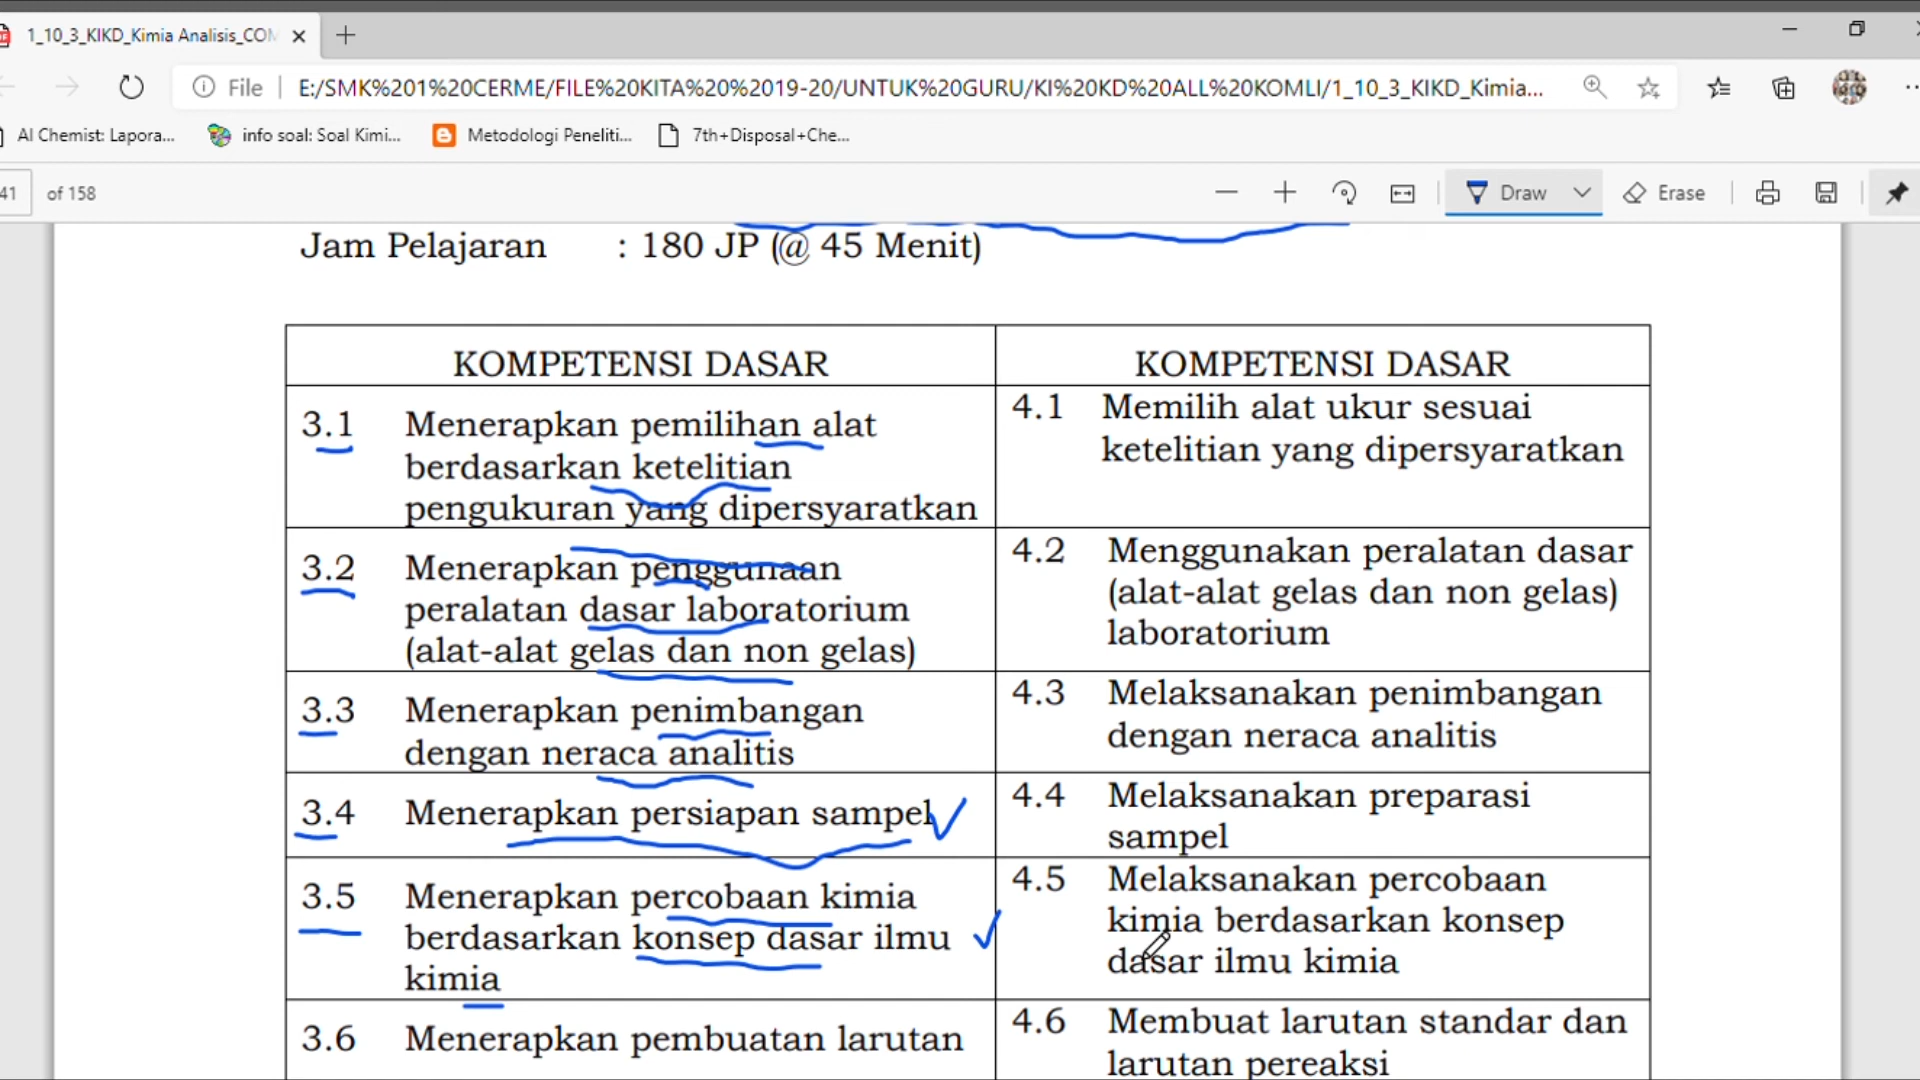 1_10_3_KIKD_Kimia Analisis_COM
File E:/SMK%201%20CERME/FILE%20KITA%20%2019-20/UNTUK%20GURU/KI%20KD%20ALL%20KOMLI/1_10_3_KIKD_Kimia...
AI Chemist: Lapora... info soal: Soal Kimi... Metodologi Peneliti... 7th+Disposal+Che...
41 of 158 Draw Erase
Jam Pelajaran : 180 JP (@ 45 Menit)
KOMPETENSI DASAR KOMPETENSI DASAR
3.1 Menerapkan pemilihan alat
berdasarkan ketelitian
pengukuran yang dipersyaratkan
4.1 Memilih alat ukur sesuai
ketelitian yang dipersyaratkan
3.2 Menerapkan penggunaan
peralatan dasar laboratorium
(alat-alat gelas dan non gelas)
4.2 Menggunakan peralatan dasar
(alat-alat gelas dan non gelas)
laboratorium
3.3 Menerapkan penimbangan
dengan neraca analitis
4.3 Melaksanakan penimbangan
dengan neraca analitis
3.4 Menerapkan persiapan sampel
4.4 Melaksanakan preparasi
sampel
3.5 Menerapkan percobaan kimia
berdasarkan konsep dasar ilmu
kimia
4.5 Melaksanakan percobaan
kimia berdasarkan konsep
dasar ilmu kimia
3.6 Menerapkan pembuatan larutan
4.6 Membuat larutan standar dan
larutan pereaksi